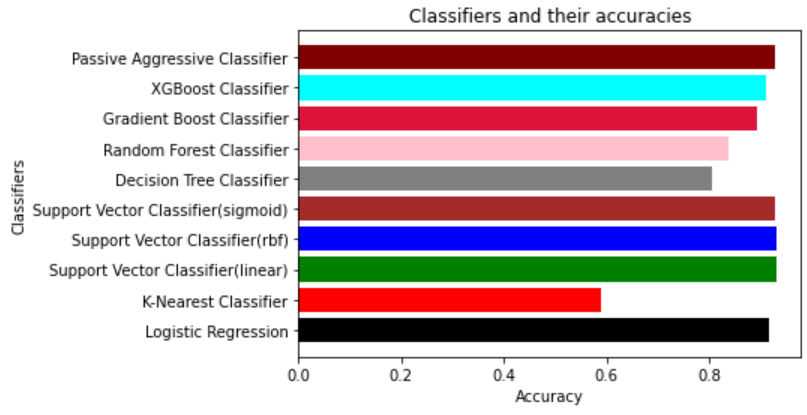 Classifiers and their accuracies
Passive Aggressive Classifier
XGBoost Classifier
Gradient Boost Classifier
Random Forest Classifier
Decision Tree Classifier
Support Vector Classifier(sigmoid)
Support Vector Classifier(rbf)
Support Vector Classifier(linear)
K-Nearest Classifier
Logistic Regression
Classifiers
0.0 0.2 0.4 0.6 0.8
Accuracy